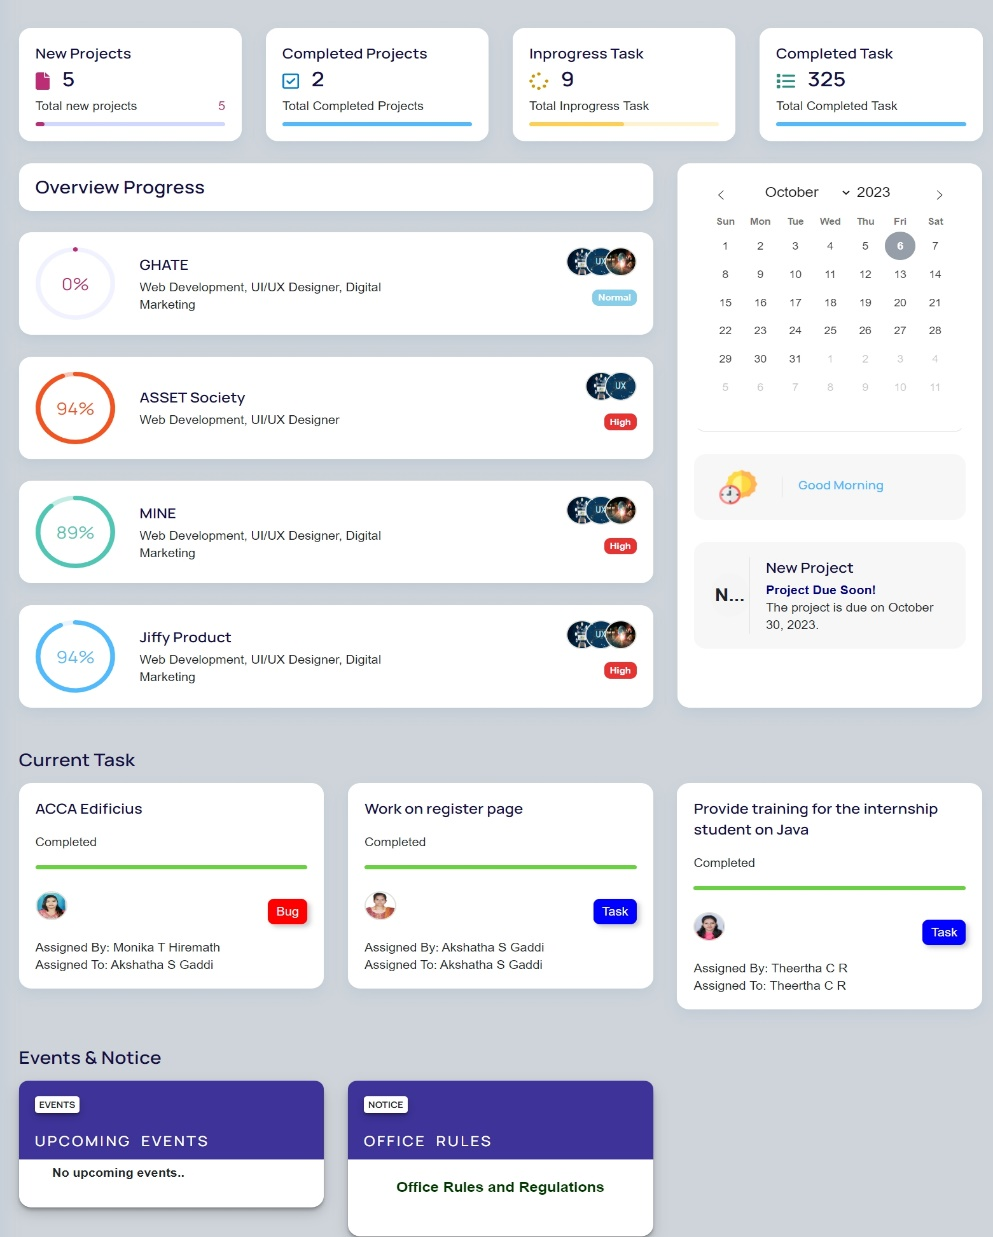 New Projects
5
Total new projects 5
Completed Projects
2
Total Completed Projects
Inprogress Task
9
Total Inprogress Task
Completed Task
325
Total Completed Task
Overview Progress
0%
GHATE
Web Development, UI/UX Designer, Digital
Marketing
UX
Normal
94%
ASSET Society
Web Development, UI/UX Designer
UX
High
89%
MINE
Web Development, UI/UX Designer, Digital
Marketing
UX
High
94%
Jiffy Product
Web Development, UI/UX Designer, Digital
Marketing
UX
High
October 2023
Sun Mon Tue Wed Thu Fri Sat
1 2 3 4 5 6 7
8 9 10 11 12 13 14
15 16 17 18 19 20 21
22 23 24 25 26 27 28
29 30 31 1 2 3 4
5 6 7 8 9 10 11
Good Morning
N...
New Project
Project Due Soon!
The project is due on October
30, 2023.
Current Task
ACCA Edificius
Completed
Bug
Assigned By: Monika T Hiremath
Assigned To: Akshatha S Gaddi
Work on register page
Completed
Task
Assigned By: Akshatha S Gaddi
Assigned To: Akshatha S Gaddi
Provide training for the internship
student on Java
Completed
Task
Assigned By: Theertha C R
Assigned To: Theertha C R
Events & Notice
EVENTS
UPCOMING EVENTS
No upcoming events..
NOTICE
OFFICE RULES
Office Rules and Regulations